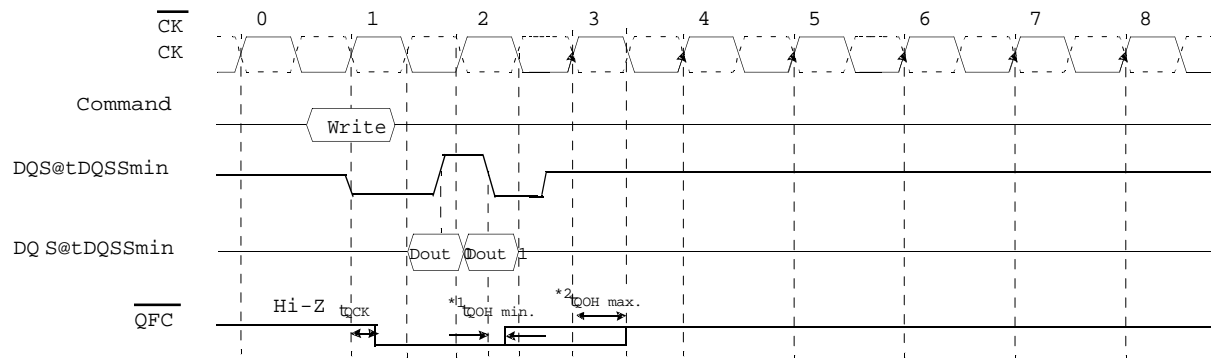 CK 0 1 2 3 4 5 6 7 8
CK
Command
Write
DQS@tDQSSmin
DQ S@tDQSSmin
Dout 0 Dout 1
QFC
Hi-Z tQCK *1 tQOH min. *2 tQOH max.